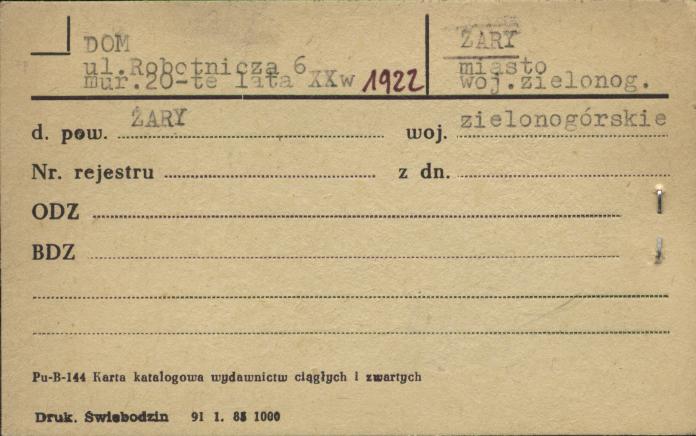 DOM
ul.Robotnicza 6
mur.20-te lata XXw 1922
ŻARY
miasto
woj.zielonog.
d. pow. ŻARY woj. zielonogórskie
Nr. rejestru z dn.
ODZ
BDZ
Pu-B-144 Karta katalogowa wydawnictw ciągłych i zwartych
Druk. Świebodzin 91 1. 85 1000